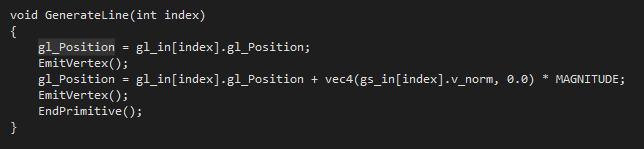 void GenerateLine(int index)
{
    gl_Position = gl_in[index].gl_Position;
    EmitVertex();
    gl_Position = gl_in[index].gl_Position + vec4(gs_in[index].v_norm, 0.0) * MAGNITUDE;
    EmitVertex();
    EndPrimitive();
}